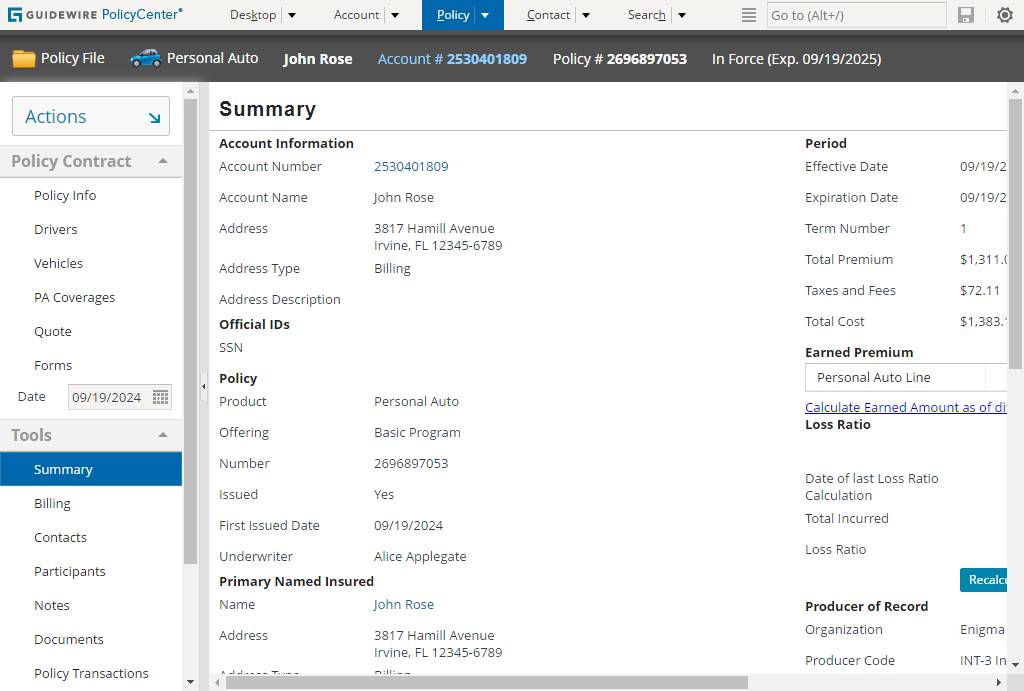 GUIDEWIRE PolicyCenter® Desktop Account Policy Contact Search Go to (Alt+/)
Policy File Personal Auto John Rose Account # 2530401809 Policy # 2696897053 In Force (Exp. 09/19/2025)
Actions
Policy Contract
Policy Info
Drivers
Vehicles
PA Coverages
Quote
Forms
Date 09/19/2024
Tools
Summary
Billing
Contacts
Participants
Notes
Documents
Policy Transactions
Summary
Account Information
Account Number 2530401809
Account Name John Rose
Address 3817 Hamill Avenue
Irvine, FL 12345-6789
Address Type Billing
Address Description
Official IDs
SSN
Policy
Product Personal Auto
Offering Basic Program
Number 2696897053
Issued Yes
First Issued Date 09/19/2024
Underwriter Alice Applegate
Primary Named Insured
Name John Rose
Address 3817 Hamill Avenue
Irvine, FL 12345-6789
Address Type Billing
Period
Effective Date 09/19/2
Expiration Date 09/19/2
Term Number 1
Total Premium $1,311.0
Taxes and Fees $72.11
Total Cost $1,383.1
Earned Premium
Personal Auto Line
Calculate Earned Amount as of di
Loss Ratio
Date of last Loss Ratio
Calculation
Total Incurred
Loss Ratio
Recalcu
Producer of Record
Organization Enigma
Producer Code INT-3 In